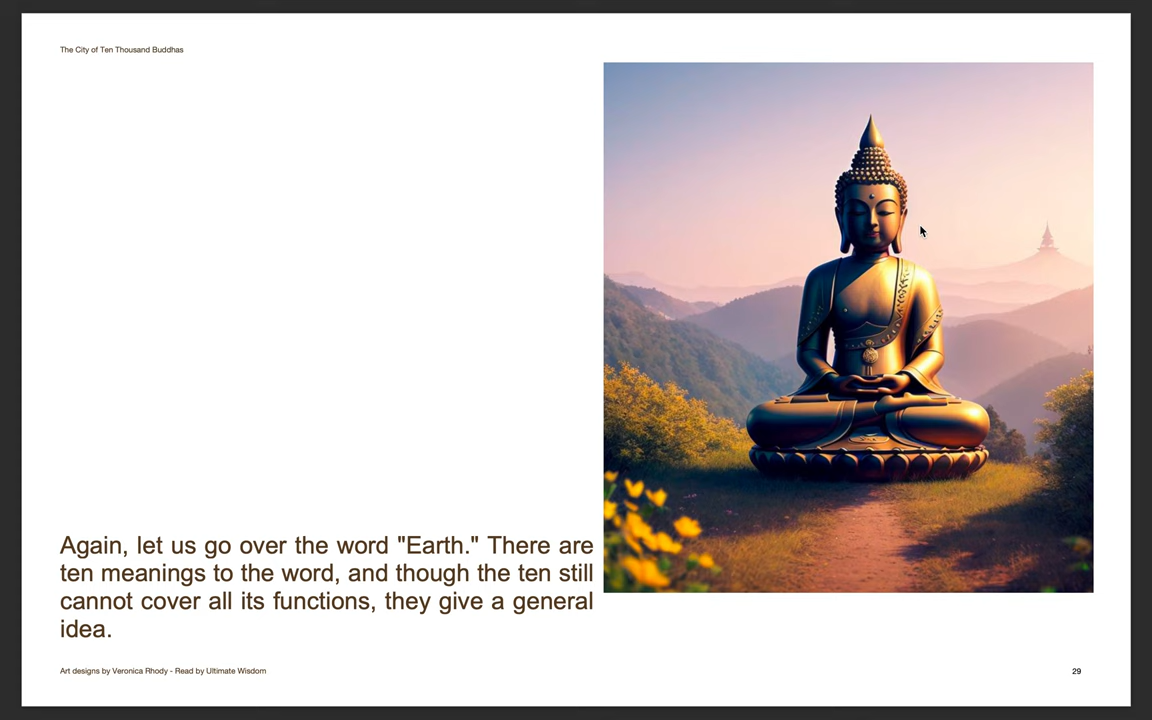 The City of Ten Thousand Buddhas
Again, let us go over the word "Earth." There are
ten meanings to the word, and though the ten still
cannot cover all its functions, they give a general
idea.
Art designs by Veronica Rhody - Read by Ultimate Wisdom
29